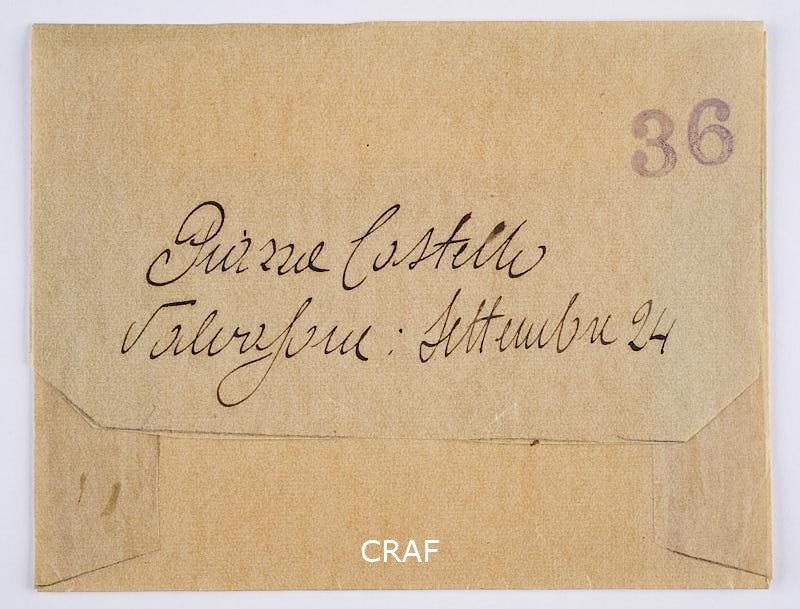 36
Piazza Castello
Valvasone: Settembre 24
CRAF